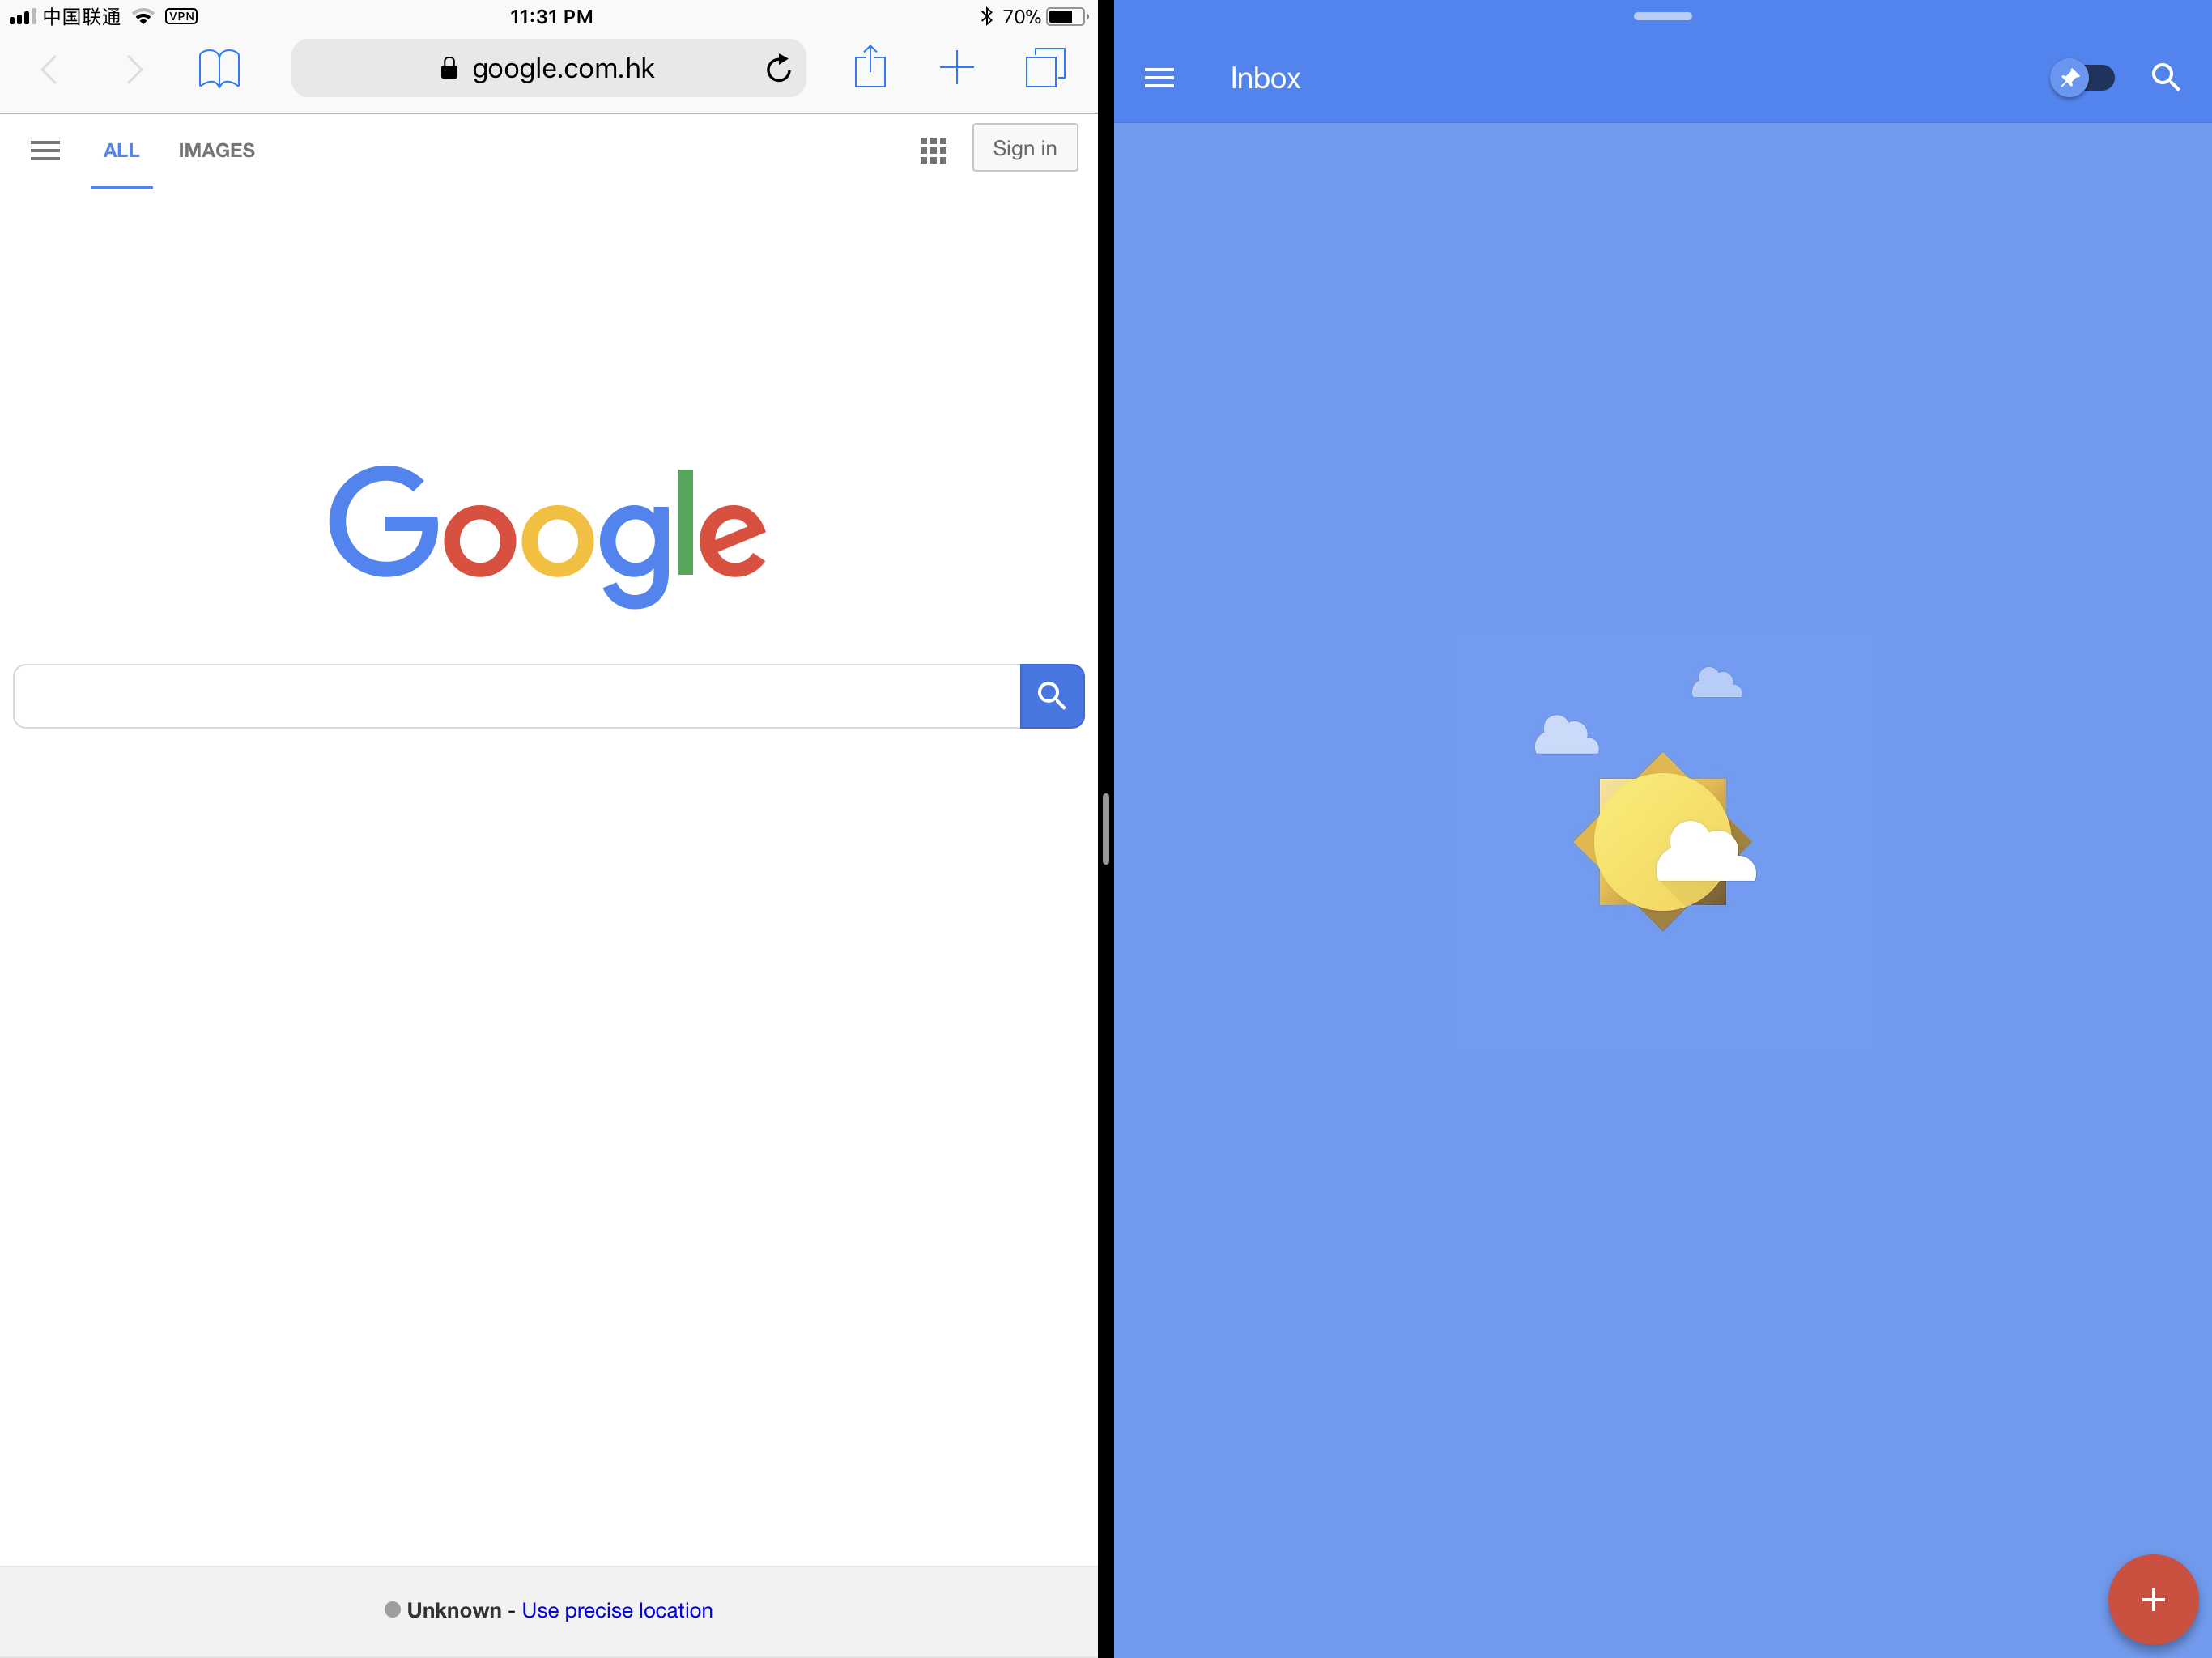 中国联通 VPN 11:31 PM 70%
google.com.hk
ALL IMAGES Sign in
Google
Unknown - Use precise location
Inbox